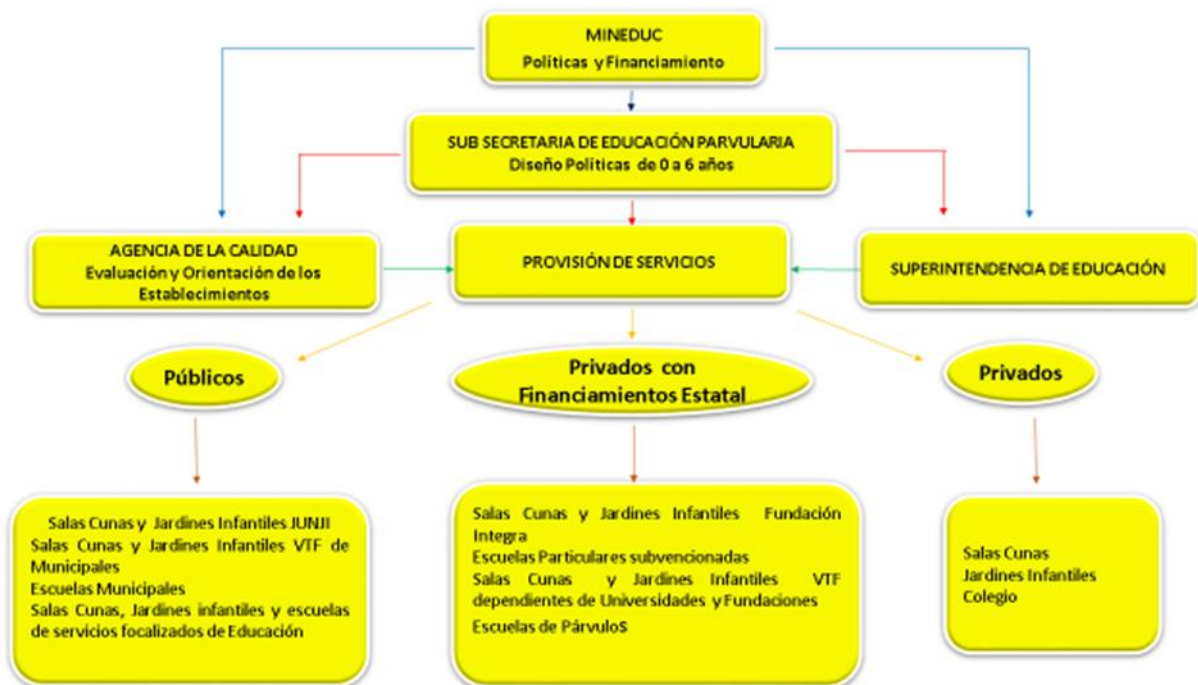 MINEDUC
Políticas y Financiamiento
SUB SECRETARIA DE EDUCACIÓN PARVULARIA
Diseño Políticas de 0 a 6 años
AGENCIA DE LA CALIDAD
Evaluación y Orientación de los
Establecimientos
PROVISIÓN DE SERVICIOS
SUPERINTENDENCIA DE EDUCACIÓN
Públicos
Privados con
Financiamientos Estatal
Privados
Salas Cunas y Jardines Infantiles JUNJI
Salas Cunas y Jardines Infantiles VTF de
Municipales
Escuelas Municipales
Salas Cunas, Jardines infantiles y escuelas
de servicios focalizados de Educación
Salas Cunas y Jardines Infantiles Fundación
Integra
Escuelas Particulares subvencionadas
Salas Cunas y Jardines Infantiles VTF
dependientes de Universidades y Fundaciones
Escuelas de Párvulo$
Salas Cunas
Jardines Infantiles
Colegio